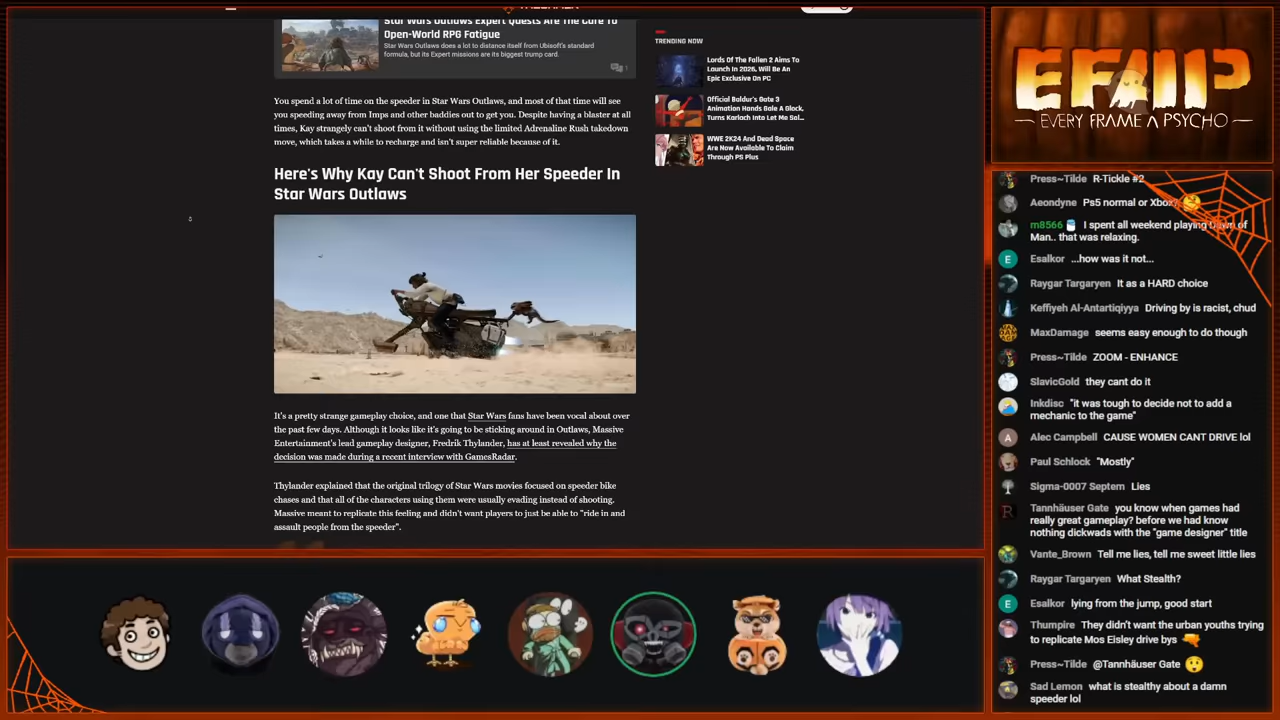 Star Wars Outlaws Expert Quests Are The Cure To
Open-World RPG Fatigue
Star Wars Outlaws does a lot to distance itself from Ubisoft's standard
formula, but its Expert missions are its biggest trump card.
1
You spend a lot of time on the speeder in Star Wars Outlaws, and most of that time will see
you speeding away from Imps and other baddies out to get you. Despite having a blaster at all
times, Kay strangely can't shoot from it without using the limited Adrenaline Rush takedown
move, which takes a while to recharge and isn't super reliable because of it.
Here's Why Kay Can't Shoot From Her Speeder In
Star Wars Outlaws
It's a pretty strange gameplay choice, and one that Star Wars fans have been vocal about over
the past few days. Although it looks like it's going to be sticking around in Outlaws, Massive
Entertainment's lead gameplay designer, Fredrik Thylander, has at least revealed why the
decision was made during a recent interview with GamesRadar.
Thylander explained that the original trilogy of Star Wars movies focused on speeder bike
chases and that all of the characters using them were usually evading instead of shooting.
Massive meant to replicate this feeling and didn't want players to just be able to "ride in and
assault people from the speeder".
TRENDING NOW
Lords Of The Fallen 2 Aims To
Launch In 2026, Will Be An
Epic Exclusive On PC
Official Baldur's Gate 3
Animation Hands Gale A Glock,
Turns Karlach Into Let Me Sol...
WWE 2K24 And Dead Space
Are Now Available To Claim
Through PS Plus
EFAP
EVERY FRAME A PSYCHO
Press~Tilde R-Tickle #2
Aeondyne Ps5 normal or Xbox?
m8566 I spent all weekend playing Dawn of
Man.. that was relaxing.
Esalkor ...how was it not...
Raygar Targaryen It as a HARD choice
Keffiyeh Al-Antartiqiyya Driving by is racist, chud
MaxDamage seems easy enough to do though
Press~Tilde ZOOM - ENHANCE
SlavicGold they cant do it
Inkdisc "it was tough to decide not to add a
mechanic to the game"
Alec Campbell CAUSE WOMEN CANT DRIVE lol
Paul Schlock "Mostly"
Sigma-0007 Septem Lies
Tannhäuser Gate you know when games had
really great gameplay? before we had know
nothing dickwads with the "game designer" title
Vante_Brown Tell me lies, tell me sweet little lies
Raygar Targaryen What Stealth?
Esalkor lying from the jump, good start
Thumpire They didn't want the urban youths trying
to replicate Mos Eisley drive bys
Press~Tilde @Tannhäuser Gate
Sad Lemon what is stealthy about a damn
speeder lol